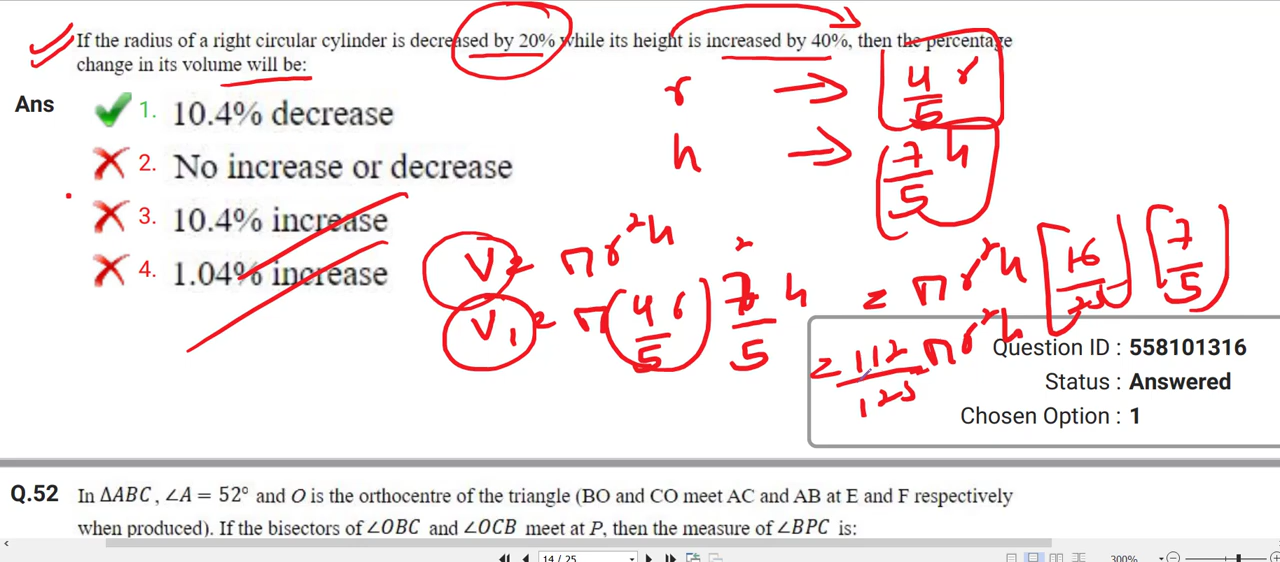 If the radius of a right circular cylinder is decreased by 20% while its height is increased by 40%, then the percentage
change in its volume will be:
Ans
1. 10.4% decrease
2. No increase or decrease
3. 10.4% increase
4. 1.04% increase
r → 4/5 r
h → 7/5 h
V = πr²h
V₁ = π(4/5 r)² 7/5 h = πr²h [16/25] [7/5]
= 112/125 πr²h
Question ID : 558101316
Status : Answered
Chosen Option : 1
Q.52 In ΔABC, ∠A = 52° and O is the orthocentre of the triangle (BO and CO meet AC and AB at E and F respectively
when produced). If the bisectors of ∠OBC and ∠OCB meet at P, then the measure of ∠BPC is:
14 / 25
300%